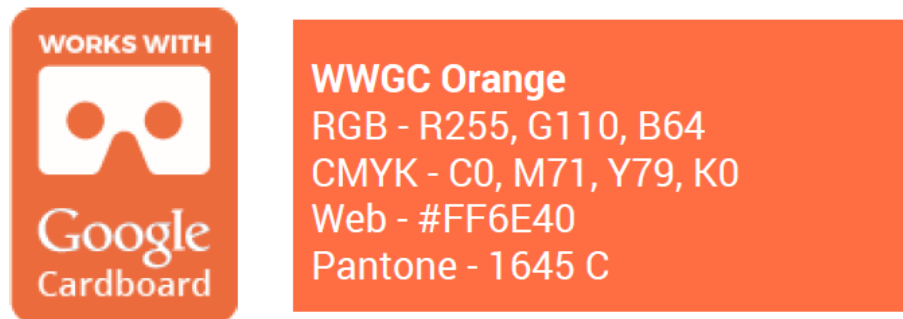 WORKS WITH
Google
Cardboard
WWGC Orange
RGB - R255, G110, B64
CMYK - C0, M71, Y79, K0
Web - #FF6E40
Pantone - 1645 C